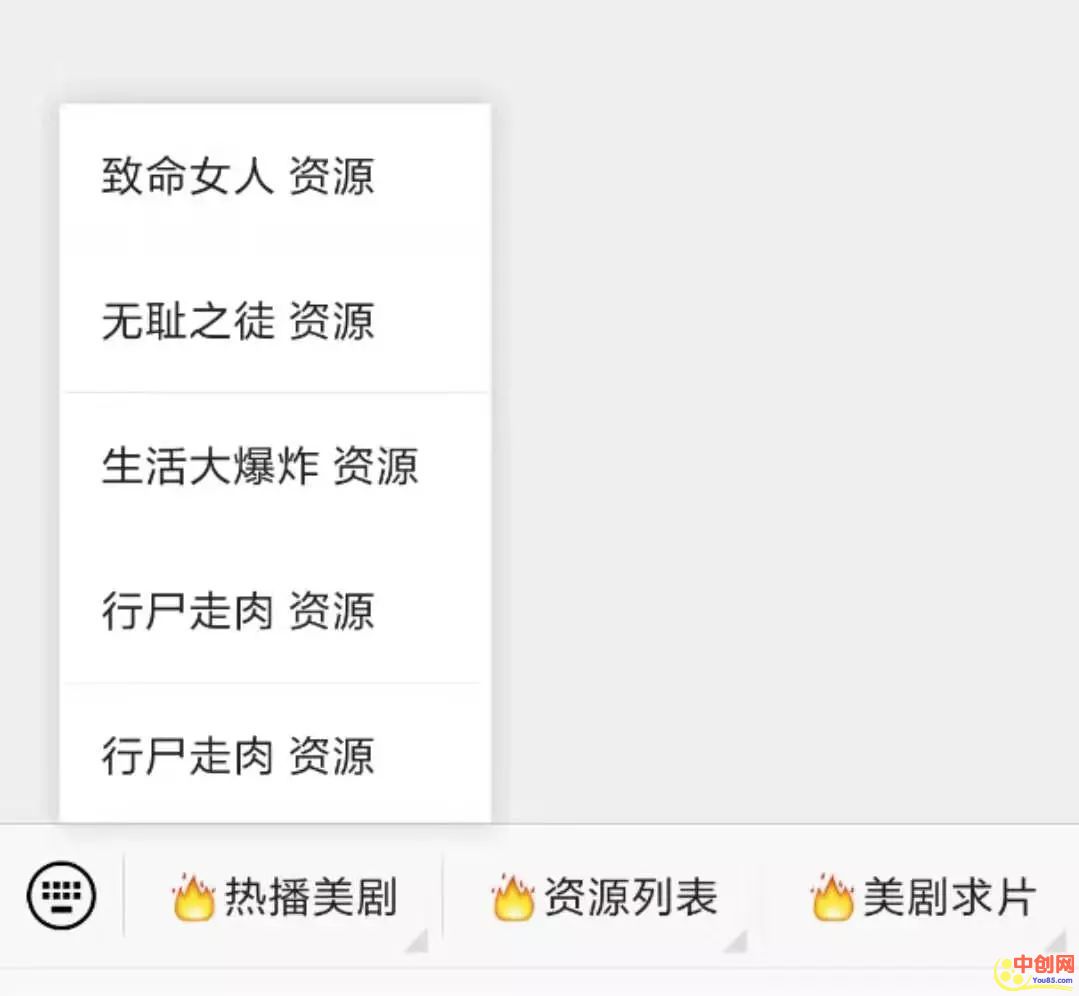 致命女人 资源
无耻之徒 资源
生活大爆炸 资源
行尸走肉 资源
行尸走肉 资源
🔥热播美剧 🔥资源列表 🔥美剧求片
中创网
You85.com